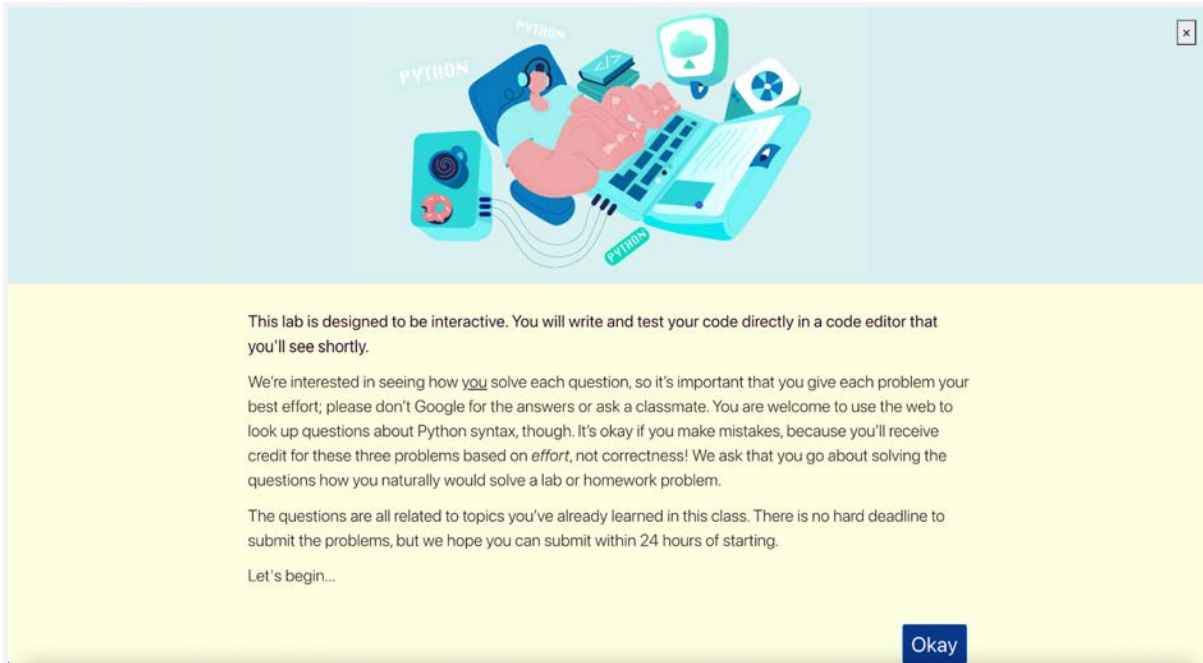 PYTHON
PYTHON
</>
×
PYTHON
This lab is designed to be interactive. You will write and test your code directly in a code editor that
you'll see shortly.
We're interested in seeing how you solve each question, so it's important that you give each problem your
best effort; please don't Google for the answers or ask a classmate. You are welcome to use the web to
look up questions about Python syntax, though. It's okay if you make mistakes, because you'll receive
credit for these three problems based on effort, not correctness! We ask that you go about solving the
questions how you naturally would solve a lab or homework problem.
The questions are all related to topics you've already learned in this class. There is no hard deadline to
submit the problems, but we hope you can submit within 24 hours of starting.
Let's begin...
Okay